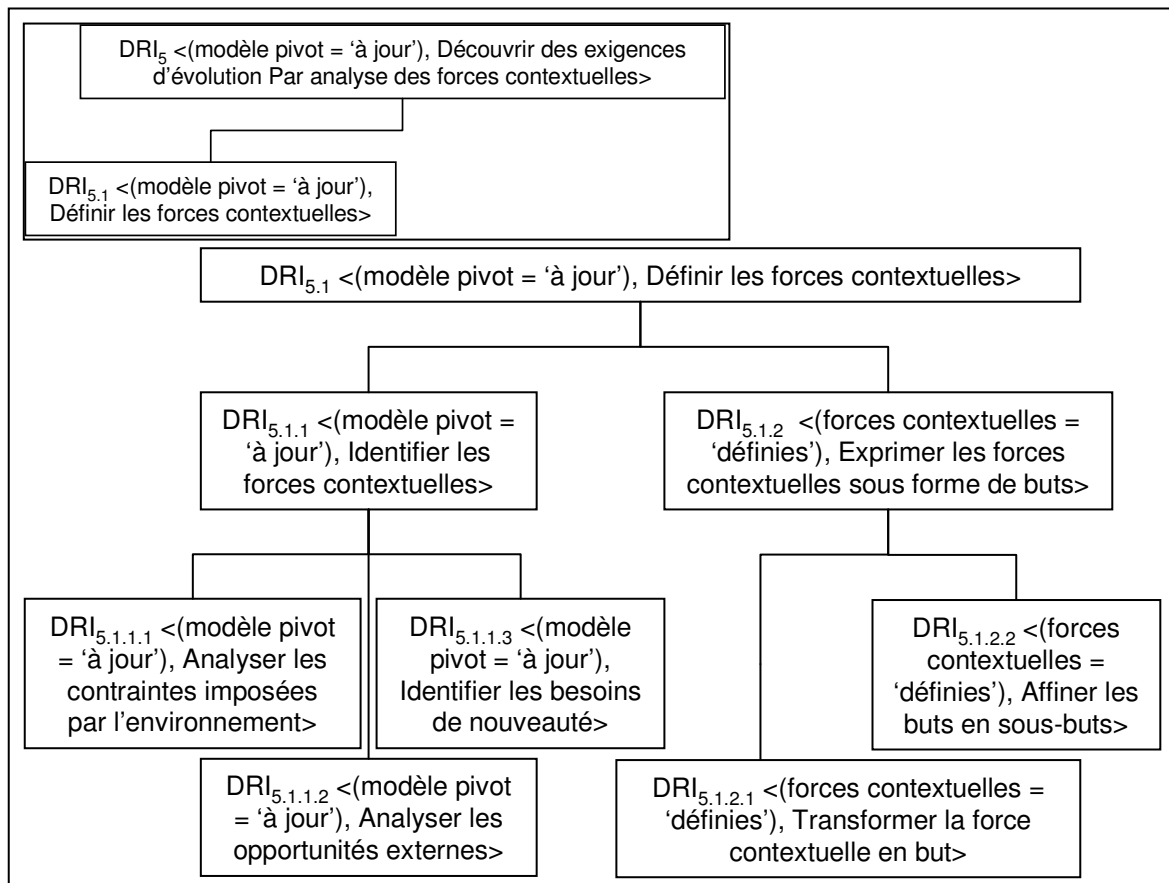 DRI5 <(modèle pivot = ‘à jour’), Découvrir des exigences
d’évolution Par analyse des forces contextuelles>
DRI5.1 <(modèle pivot = ‘à jour’),
Définir les forces contextuelles>
DRI5.1 <(modèle pivot = ‘à jour’), Définir les forces contextuelles>
DRI5.1.1 <(modèle pivot =
‘à jour’), Identifier les
forces contextuelles>
DRI5.1.2 <(forces contextuelles =
‘définies’), Exprimer les forces
contextuelles sous forme de buts>
DRI5.1.1.1 <(modèle pivot
= ‘à jour’), Analyser les
contraintes imposées
par l’environnement>
DRI5.1.1.3 <(modèle
pivot = ‘à jour’),
Identifier les besoins
de nouveauté>
DRI5.1.2.2 <(forces
contextuelles =
‘définies’), Affiner les
buts en sous-buts>
DRI5.1.1.2 <(modèle pivot
= ‘à jour’), Analyser les
opportunités externes>
DRI5.1.2.1 <(forces contextuelles =
‘définies’), Transformer la force
contextuelle en but>